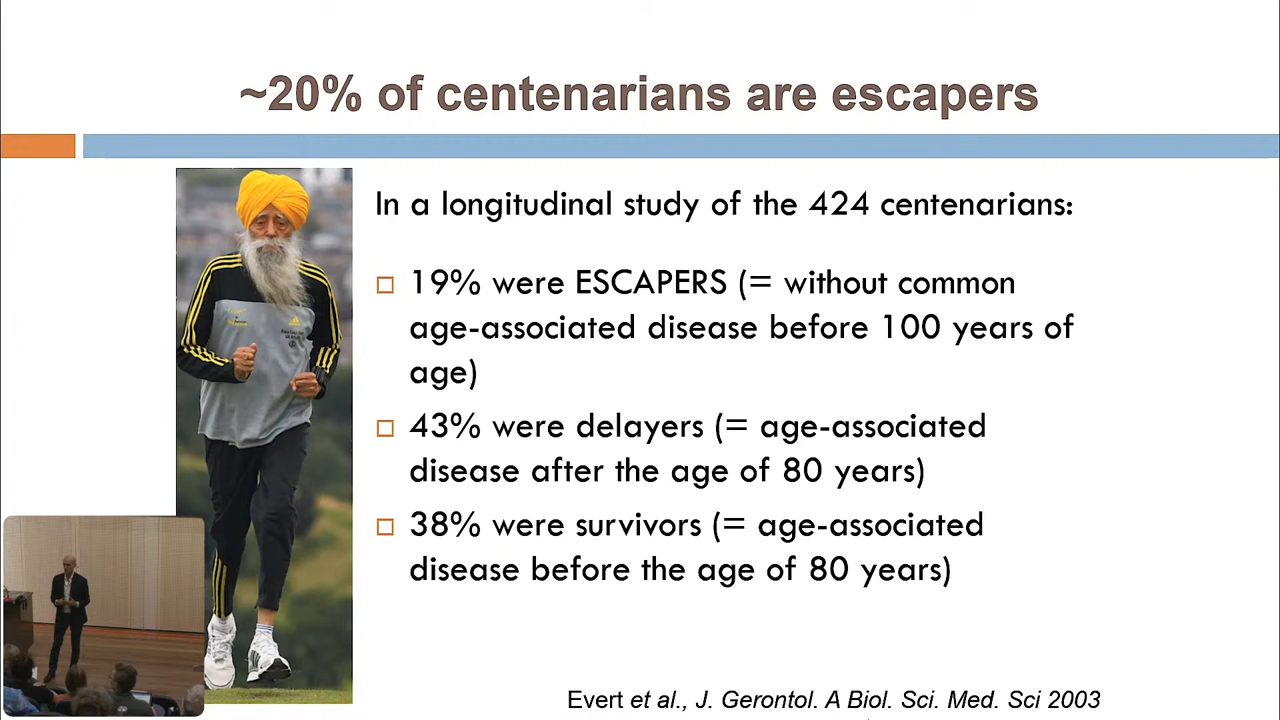 ~20% of centenarians are escapers
In a longitudinal study of the 424 centenarians:
19% were ESCAPERS (= without common
age-associated disease before 100 years of
age)
43% were delayers (= age-associated
disease after the age of 80 years)
38% were survivors (= age-associated
disease before the age of 80 years)
Evert et al., J. Gerontol. A Biol. Sci. Med. Sci 2003